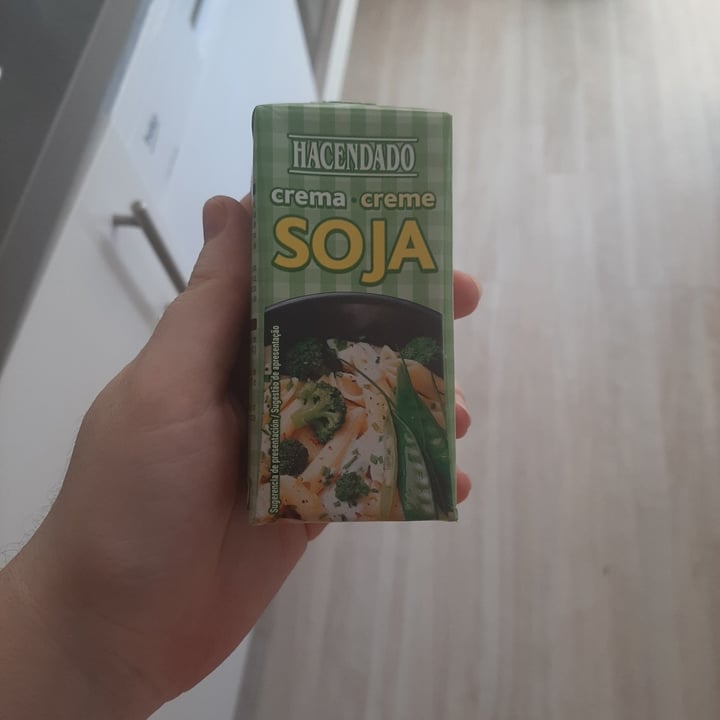 HACENDADO
crema · creme
SOJA
Sugerencia de presentación / Sugestão de apresentação